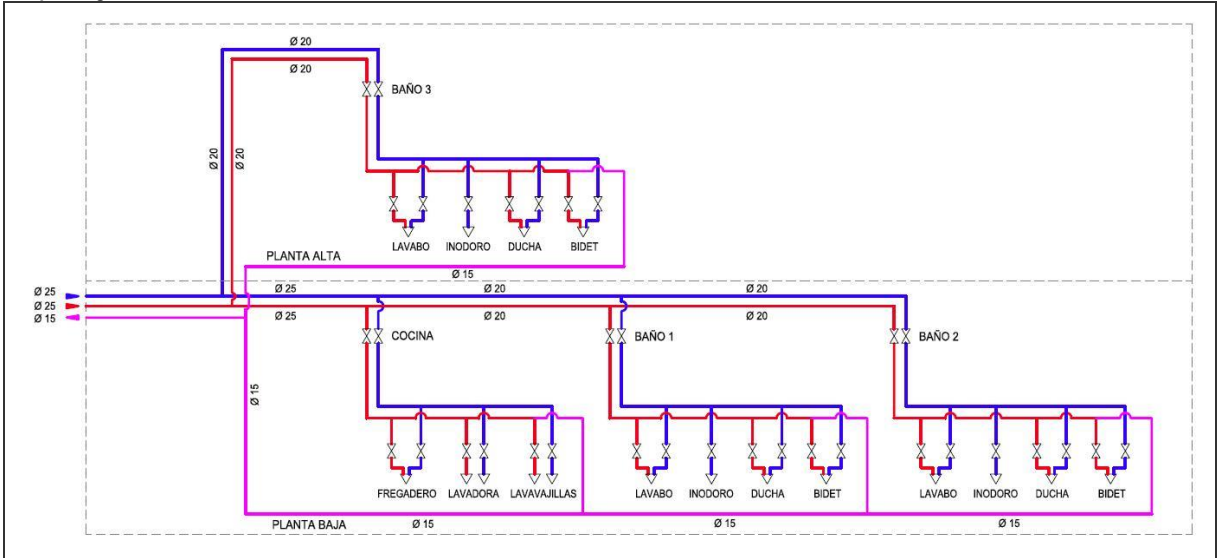 Ø 20
Ø 20
BAÑO 3
Ø 20
Ø 20
LAVABO INODORO DUCHA BIDET
PLANTA ALTA
Ø 15
Ø 25
Ø 25
Ø 15
Ø 25 Ø 20 Ø 20
Ø 25 Ø 20 Ø 20
COCINA BAÑO 1 BAÑO 2
Ø 15
FREGADERO LAVADORA LAVAVAJILLAS LAVABO INODORO DUCHA BIDET LAVABO INODORO DUCHA BIDET
PLANTA BAJA Ø 15 Ø 15 Ø 15